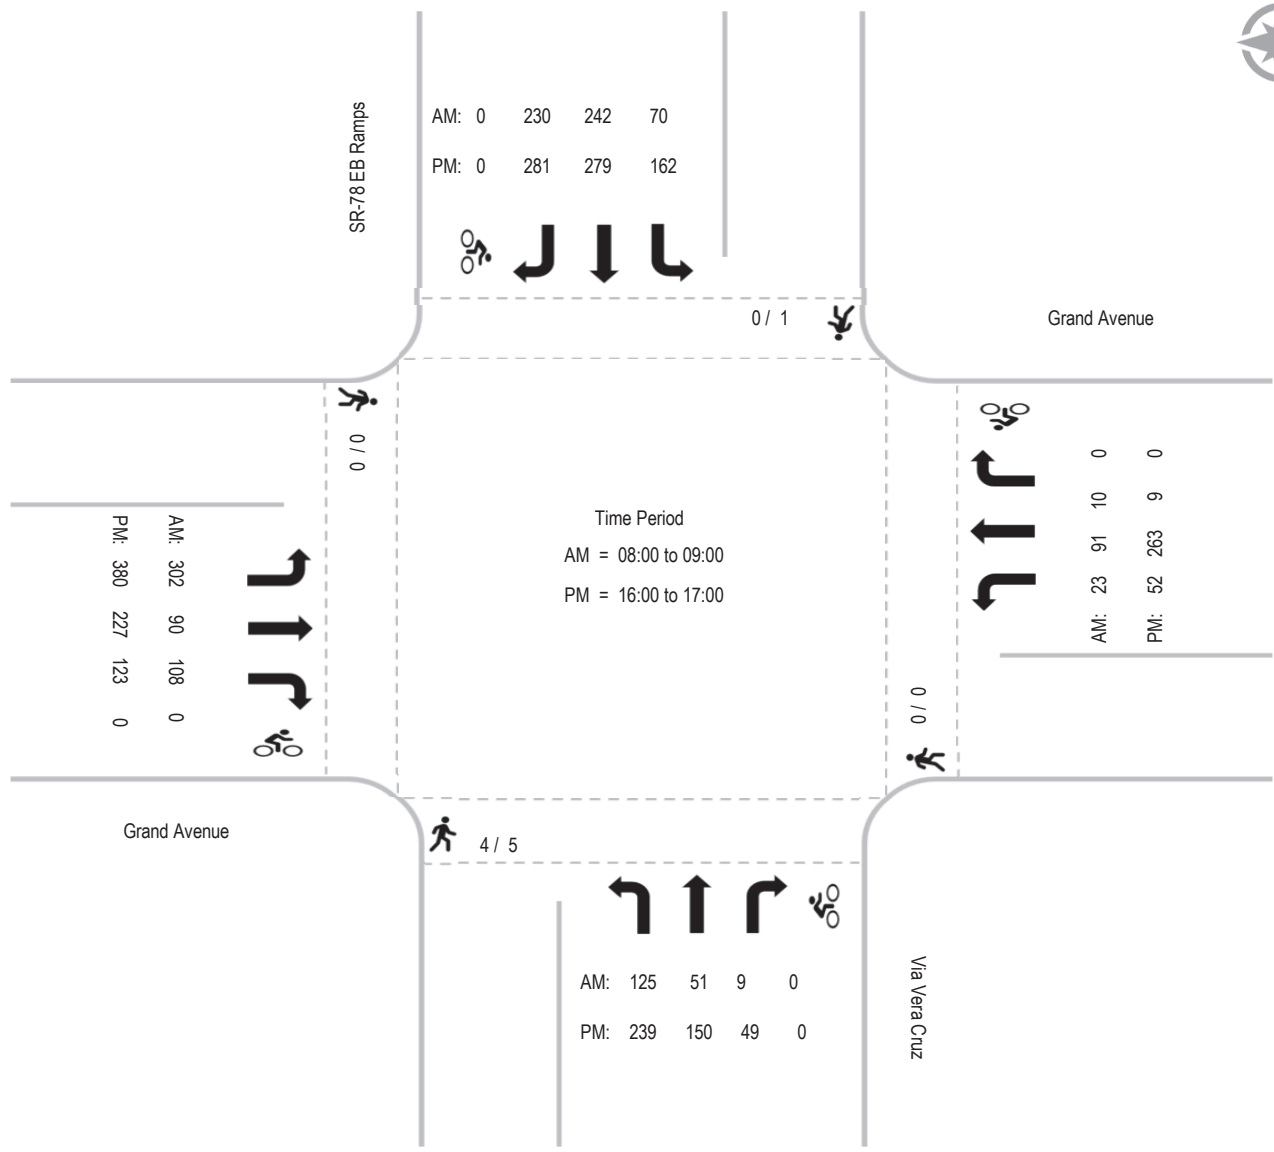 SR-78 EB Ramps
AM: 0 230 242 70
PM: 0 281 279 162
0 / 1
Grand Avenue
0 / 0
PM: 380 227 123 0
AM: 302 90 108 0
Time Period
AM = 08:00 to 09:00
PM = 16:00 to 17:00
AM: 23 91 10 0
PM: 52 263 9 0
0 / 0
Grand Avenue
4 / 5
AM: 125 51 9 0
PM: 239 150 49 0
Via Vera Cruz